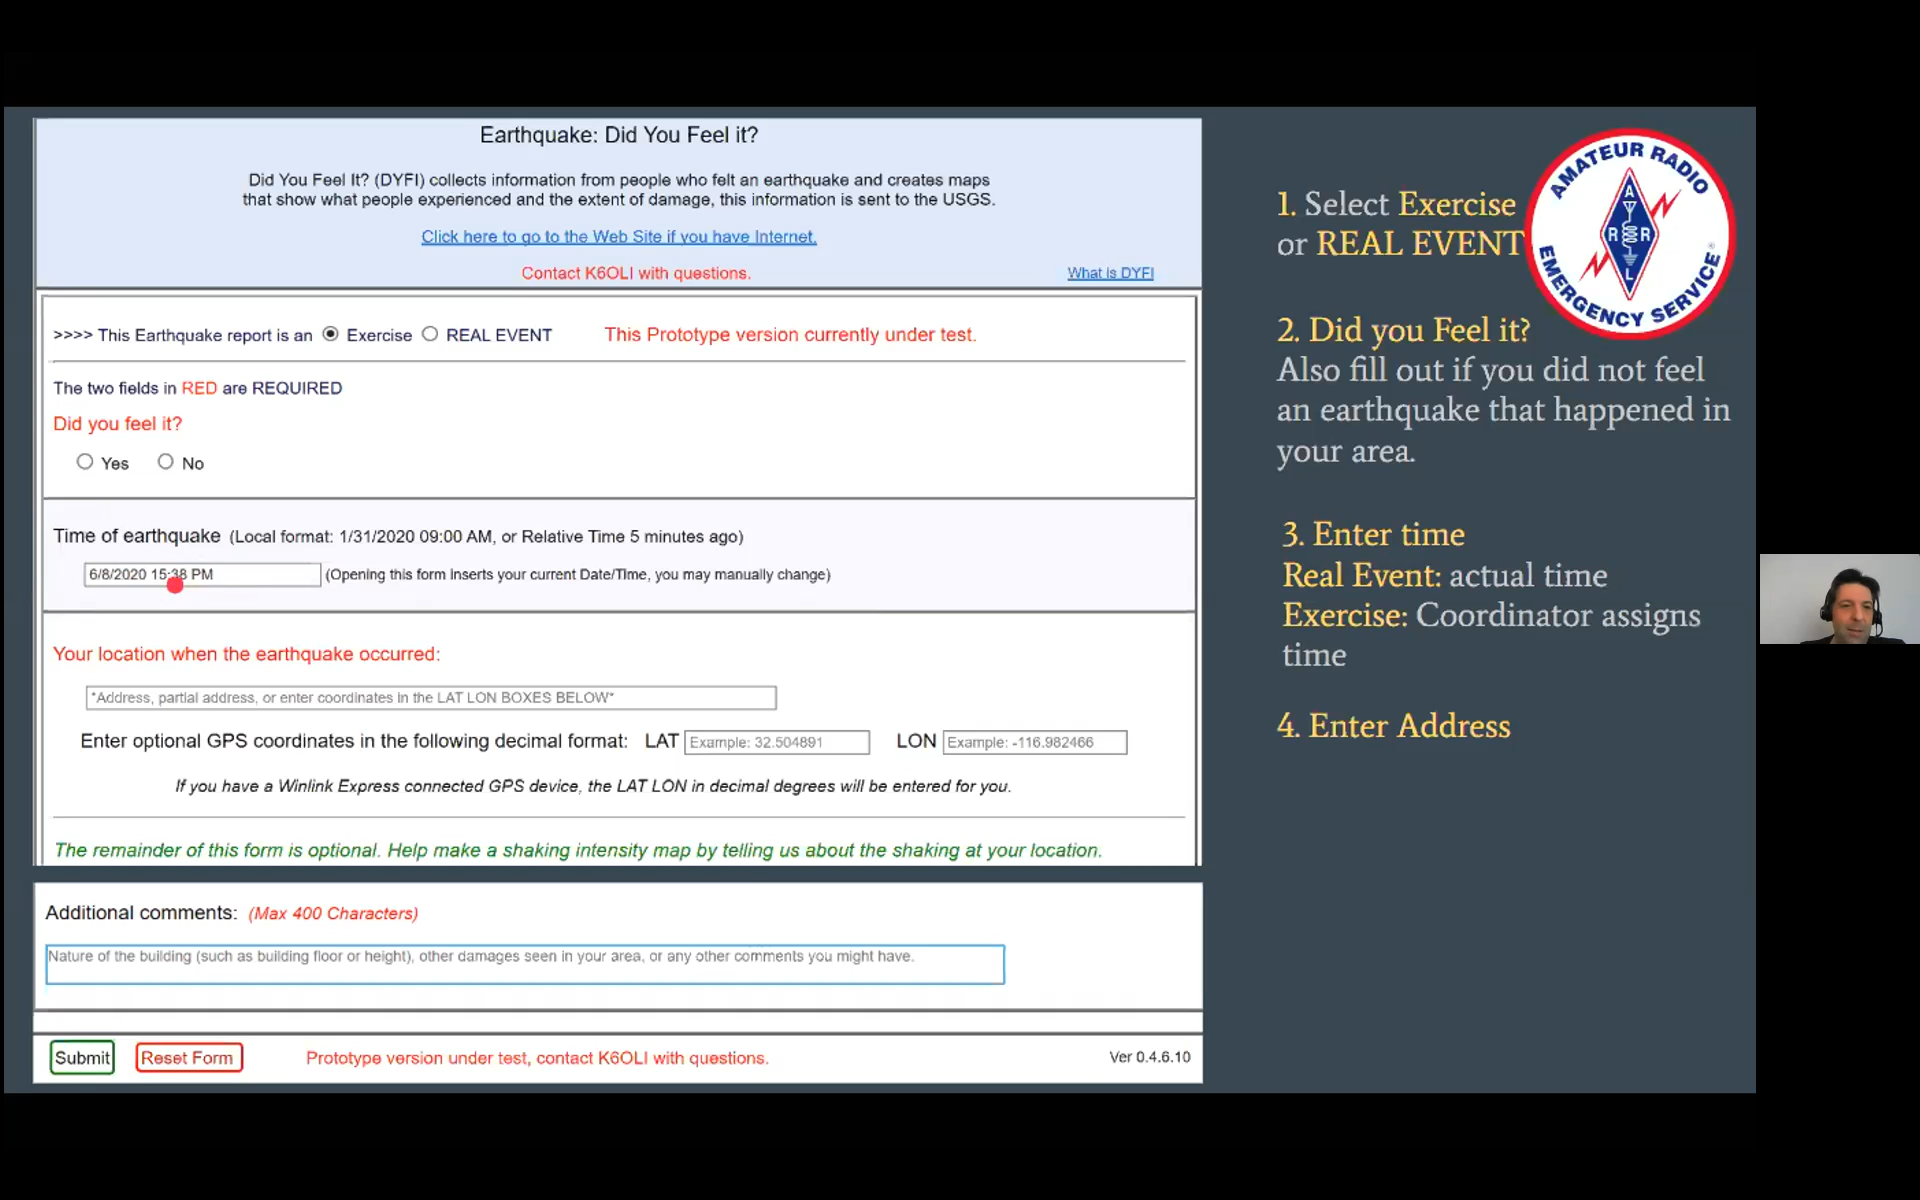 Earthquake: Did You Feel it?
Did You Feel It? (DYFI) collects information from people who felt an earthquake and creates maps
that show what people experienced and the extent of damage, this information is sent to the USGS.
Click here to go to the Web Site if you have Internet.
Contact K6OLI with questions.
What is DYFI
>>>> This Earthquake report is an Exercise REAL EVENT This Prototype version currently under test.
The two fields in RED are REQUIRED
Did you feel it?
Yes No
Time of earthquake (Local format: 1/31/2020 09:00 AM, or Relative Time 5 minutes ago)
6/8/2020 15:38 PM (Opening this form inserts your current Date/Time, you may manually change)
Your location when the earthquake occurred:
*Address, partial address, or enter coordinates in the LAT LON BOXES BELOW*
Enter optional GPS coordinates in the following decimal format: LAT Example: 32.504891 LON Example: -116.982466
If you have a Winlink Express connected GPS device, the LAT LON in decimal degrees will be entered for you.
The remainder of this form is optional. Help make a shaking intensity map by telling us about the shaking at your location.
Additional comments: (Max 400 Characters)
Nature of the building (such as building floor or height), other damages seen in your area, or any other comments you might have.
Submit Reset Form Prototype version under test, contact K6OLI with questions. Ver 0.4.6.10
1. Select Exercise
or REAL EVENT
2. Did you Feel it?
Also fill out if you did not feel
an earthquake that happened in
your area.
3. Enter time
Real Event: actual time
Exercise: Coordinator assigns
time
4. Enter Address
AMATEUR RADIO
A
R R
L
EMERGENCY SERVICE
®